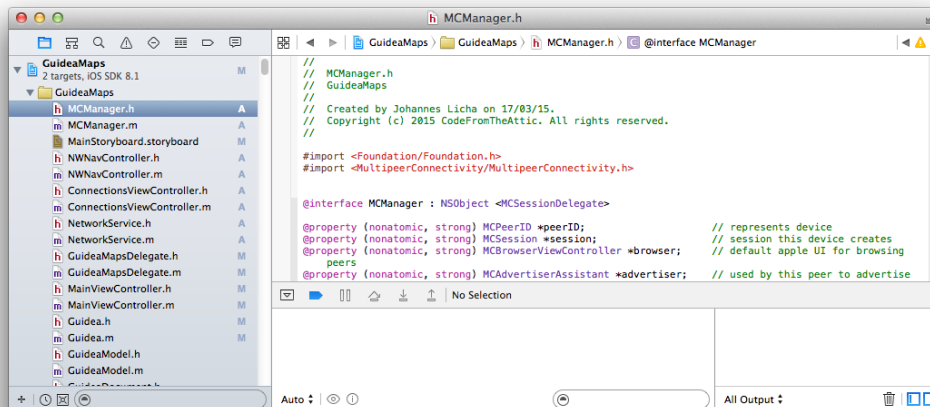 MCManager.h
GuideaMaps
2 targets, iOS SDK 8.1
M
GuideaMaps
MCManager.h A
MCManager.m A
MainStoryboard.storyboard M
NWNavController.h A
NWNavController.m A
ConnectionsViewController.h A
ConnectionsViewController.m A
NetworkService.h A
NetworkService.m A
GuideaMapsDelegate.h M
GuideaMapsDelegate.m M
MainViewController.h M
MainViewController.m M
Guidea.h M
Guidea.m M
GuideaModel.h
GuideaModel.m
GuideaDocument.h
GuideaMaps GuideaMaps MCManager.h @interface MCManager
//
// MCManager.h
// GuideaMaps
//
// Created by Johannes Licha on 17/03/15.
// Copyright (c) 2015 CodeFromTheAttic. All rights reserved.
//
#import <Foundation/Foundation.h>
#import <MultipeerConnectivity/MultipeerConnectivity.h>
@interface MCManager : NSObject <MCSessionDelegate>
@property (nonatomic, strong) MCPeerID *peerID; // represents device
@property (nonatomic, strong) MCSession *session; // session this device creates
@property (nonatomic, strong) MCBrowserViewController *browser; // default apple UI for browsing
peers
@property (nonatomic, strong) MCAdvertiserAssistant *advertiser; // used by this peer to advertise
No Selection
Auto
All Output